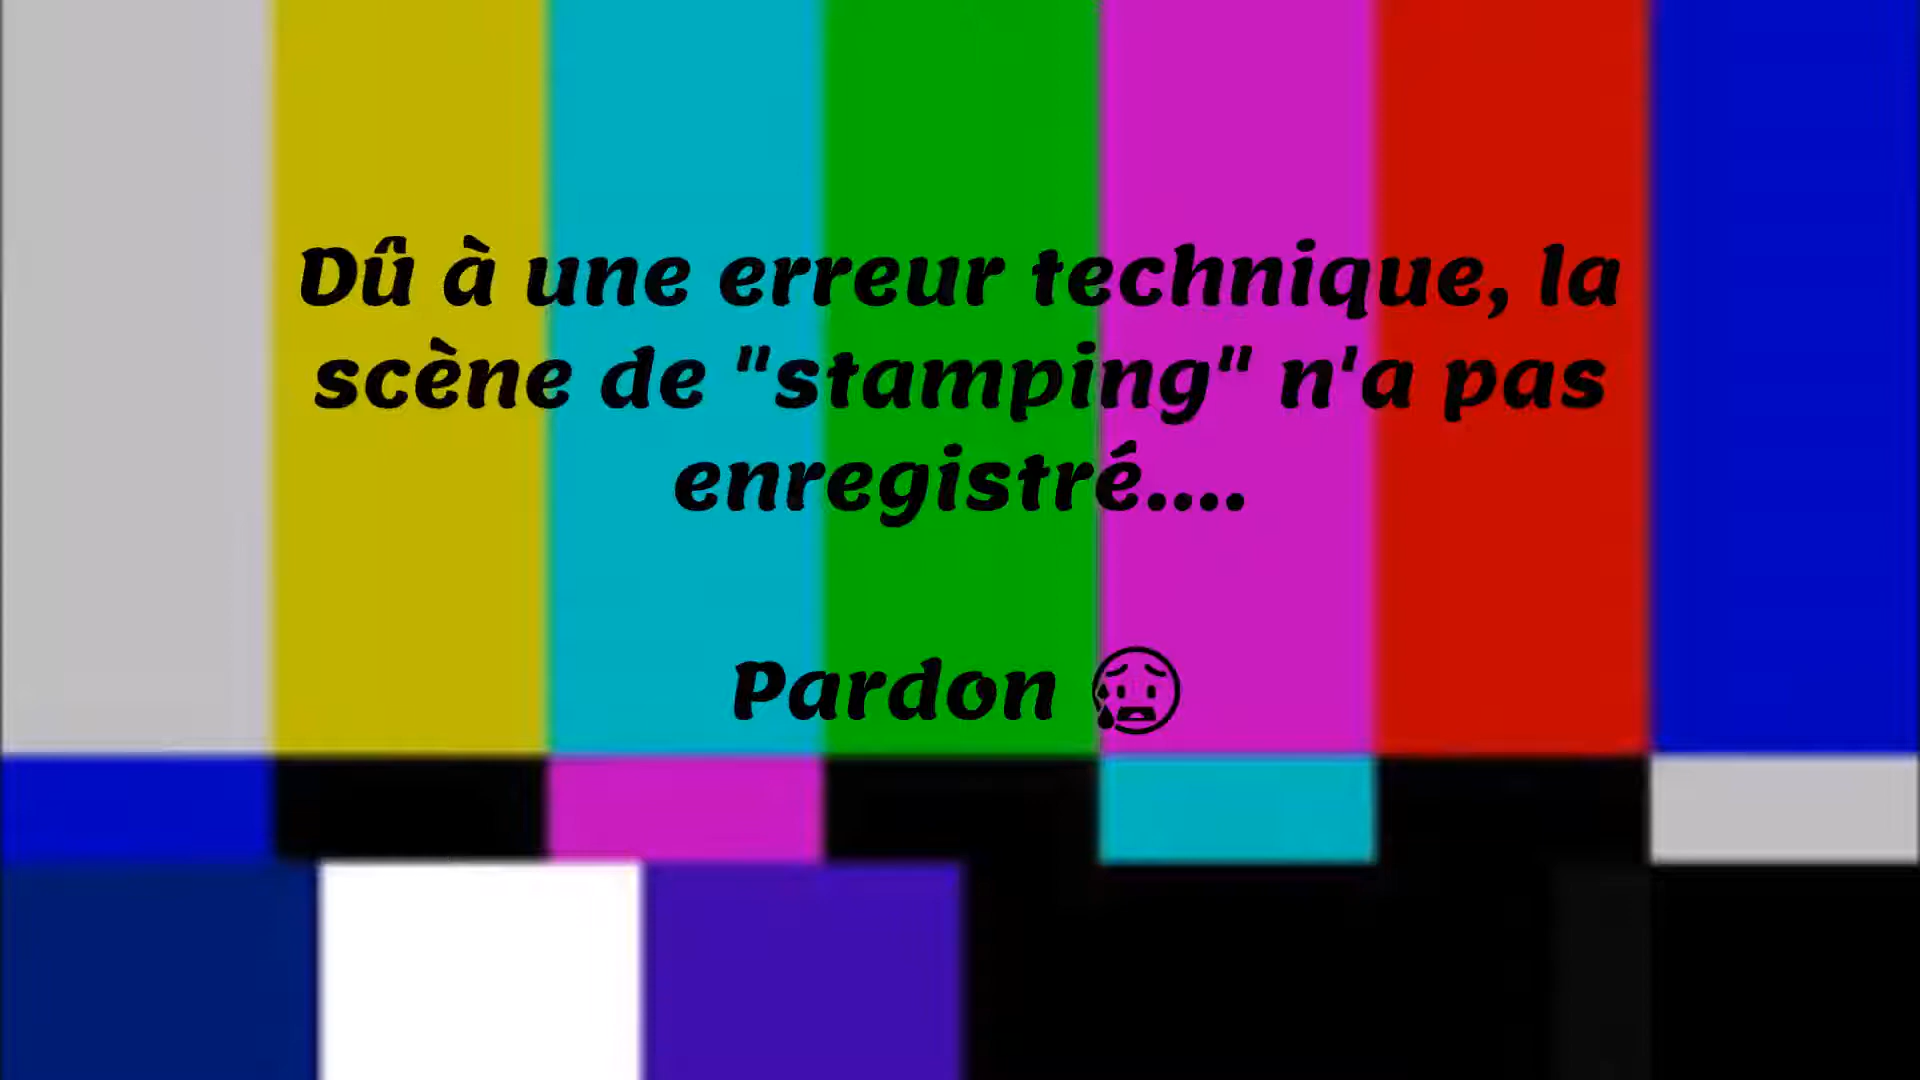 Dû à une erreur technique, la
scène de "stamping" n'a pas
enregistré....
Pardon 😰